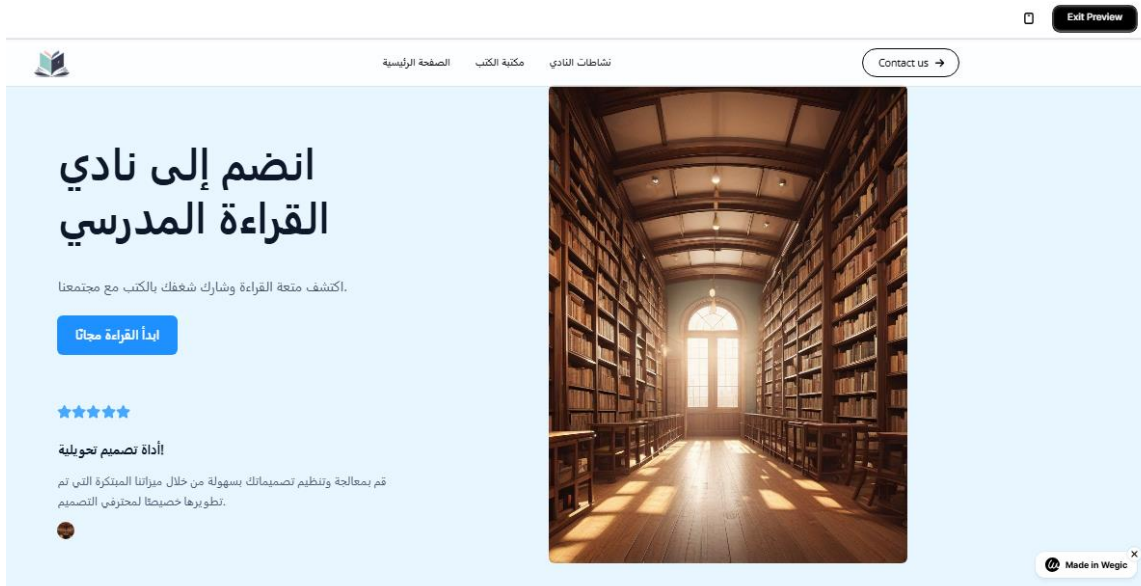 Exit Preview
الصفحة الرئيسية
مكتبة الكتب
نشاطات النادي
Contact us →
انضم إلى نادي
القراءة المدرسي
اكتشف متعة القراءة وشارك شغفك بالكتب مع مجتمعنا.
ابدأ القراءة مجانًا
أداة تصميم تحويلية!
قم بمعالجة وتنظيم تصميماتك بسهولة من خلال ميزاتنا المبتكرة التي تم
تطويرها خصيصًا لمحترفي التصميم.
Made in Wegic